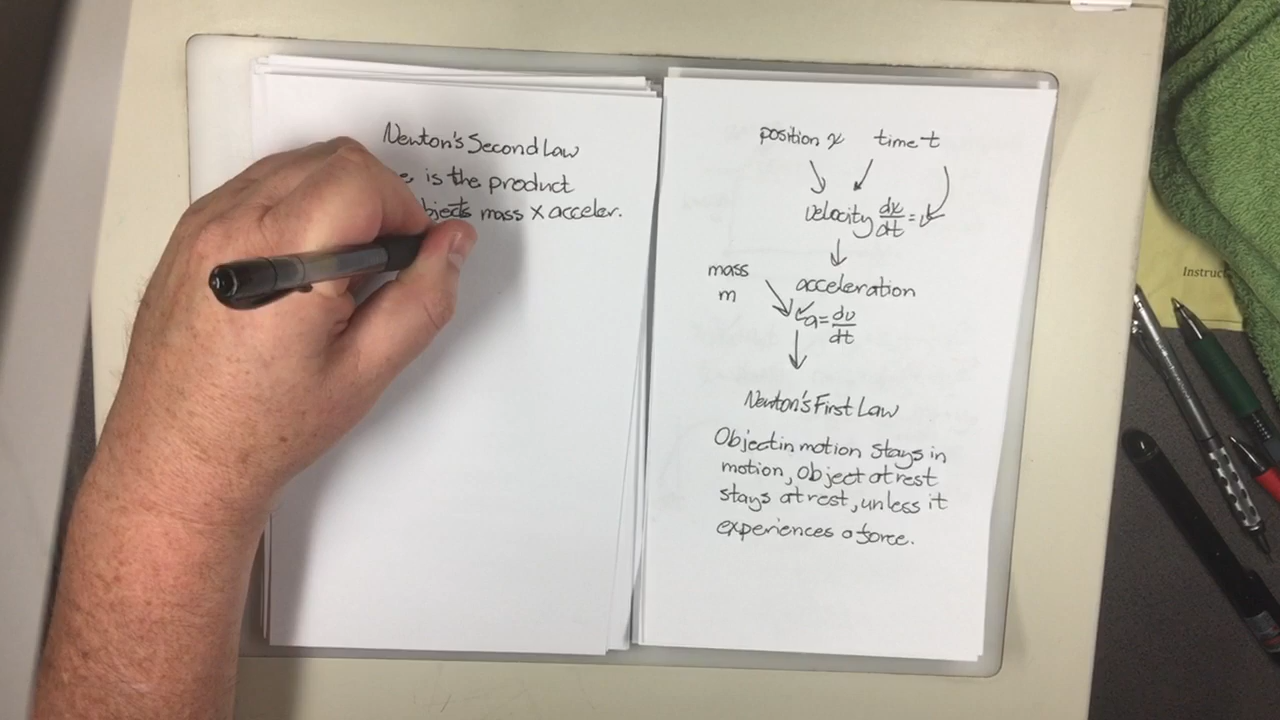 Newton's Second Law
is the product
mass x acceler.
position x time t
velocity dx/dt = v
acceleration
mass
m
a = dv/dt
Newton's First Law
Object in motion stays in
motion, Object at rest
stays at rest, unless it
experiences a force.